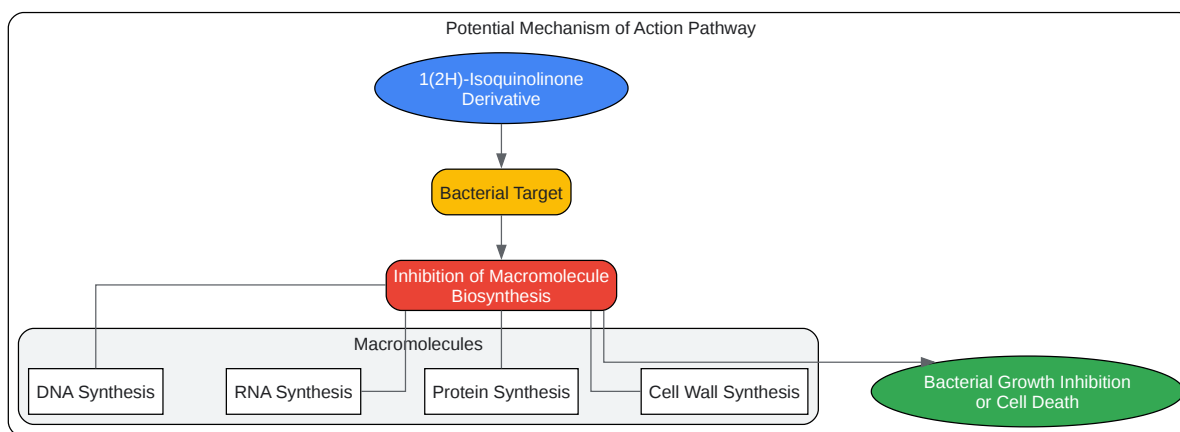 Potential Mechanism of Action Pathway
1(2H)-Isoquinolinone
Derivative
Bacterial Target
Inhibition of Macromolecule
Biosynthesis
Macromolecules
DNA Synthesis
RNA Synthesis
Protein Synthesis
Cell Wall Synthesis
Bacterial Growth Inhibition
or Cell Death